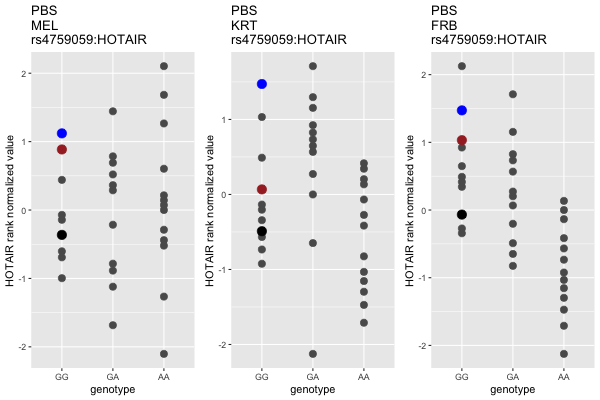 PBS
MEL
rs4759059:HOTAIR
HOTAIR rank normalized value
2
1
0
-1
-2
GG GA AA
genotype
PBS
KRT
rs4759059:HOTAIR
HOTAIR rank normalized value
1
0
-1
-2
GG GA AA
genotype
PBS
FRB
rs4759059:HOTAIR
HOTAIR rank normalized value
2
1
0
-1
-2
GG GA AA
genotype